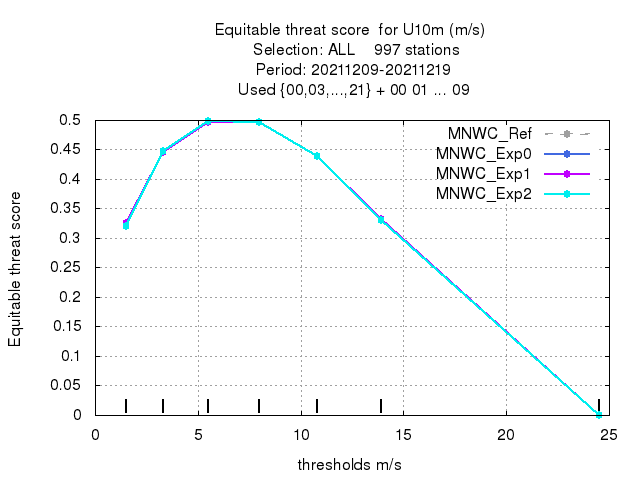 Equitable threat score  for U10m (m/s)
Selection: ALL    997 stations
Period: 20211209-20211219
Used {00,03,...,21} + 00 01 ... 09
MNWC_Ref
MNWC_Exp0
MNWC_Exp1
MNWC_Exp2
Equitable threat score
0.5
0.45
0.4
0.35
0.3
0.25
0.2
0.15
0.1
0.05
0
0 5 10 15 20 25
thresholds m/s